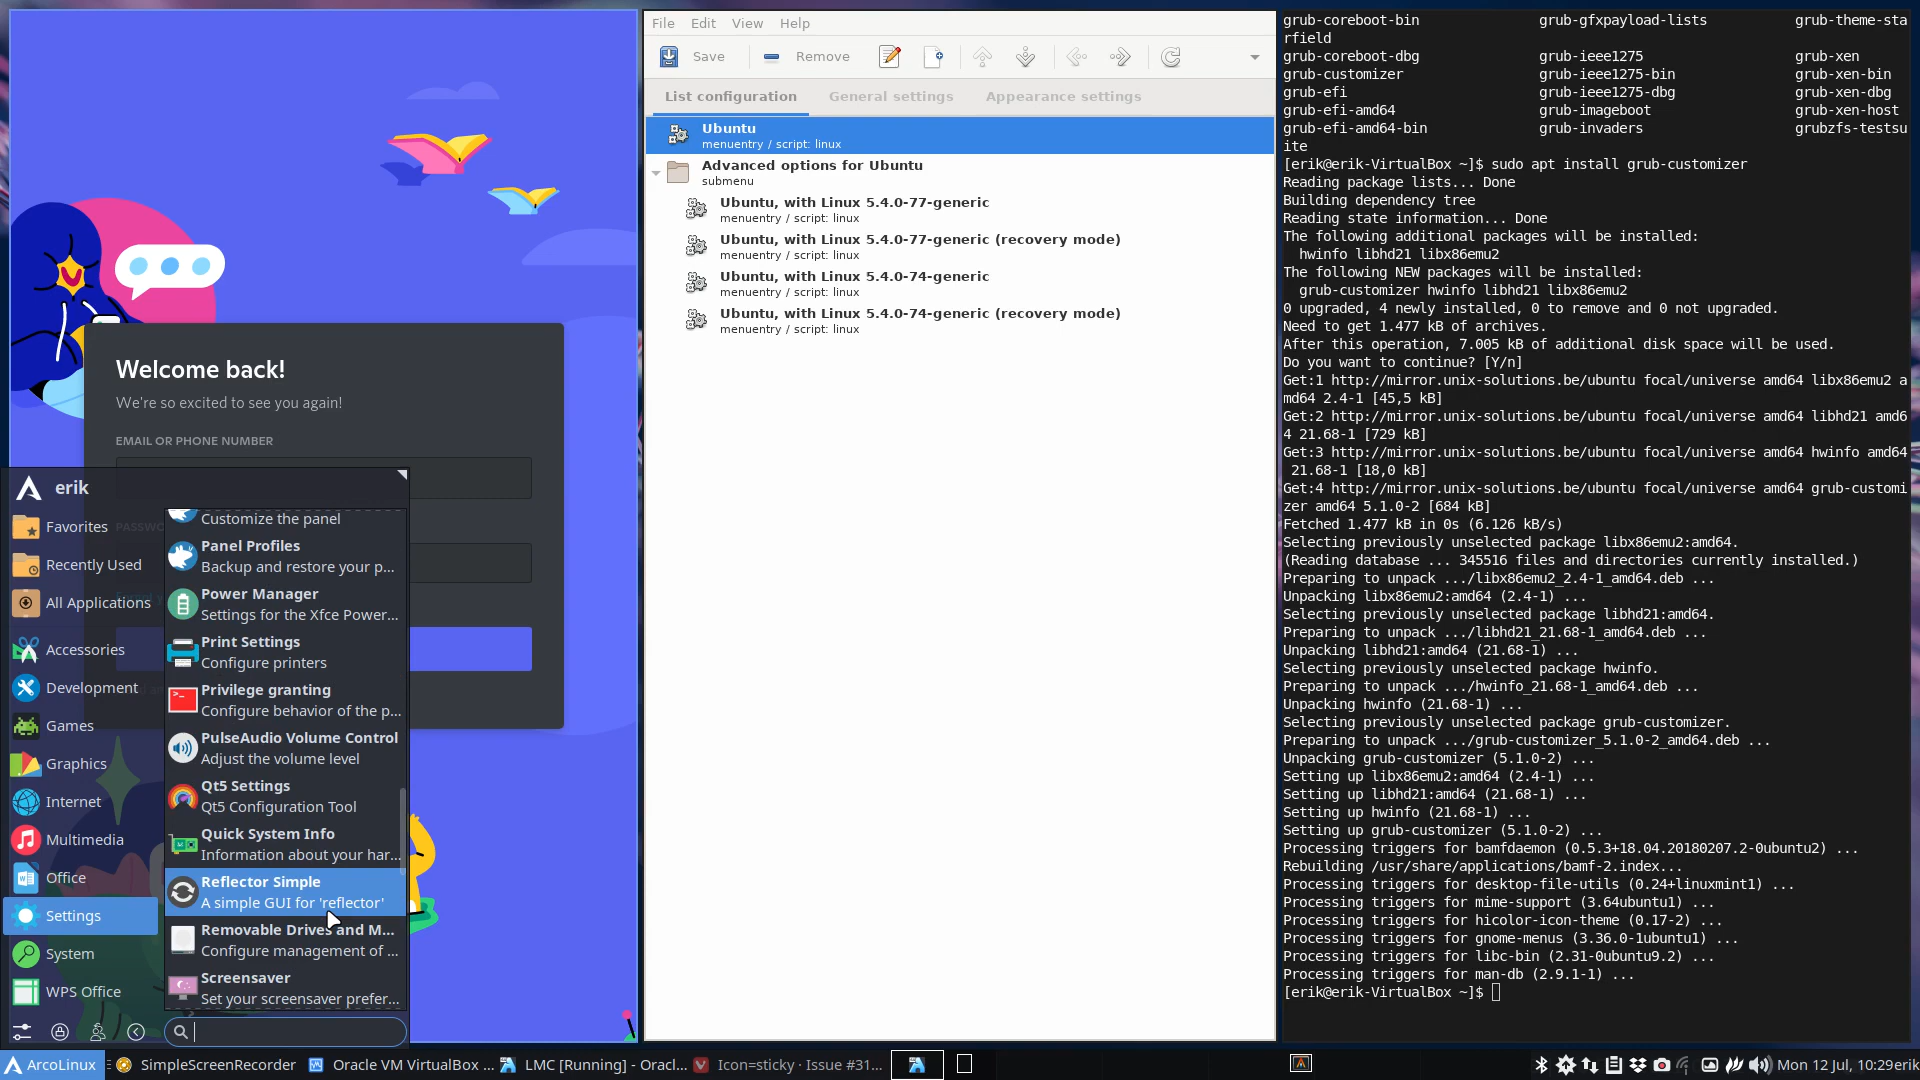 Welcome back!
We're so excited to see you again!
EMAIL OR PHONE NUMBER
erik
Favorites
Recently Used
All Applications
Accessories
Development
Games
Graphics
Internet
Multimedia
Office
Settings
System
WPS Office
Customize the panel
Panel Profiles
Backup and restore your p...
Power Manager
Settings for the Xfce Power...
Print Settings
Configure printers
Privilege granting
Configure behavior of the p...
PulseAudio Volume Control
Adjust the volume level
Qt5 Settings
Qt5 Configuration Tool
Quick System Info
Information about your har...
Reflector Simple
A simple GUI for 'reflector'
Removable Drives and M...
Configure management of ...
Screensaver
Set your screensaver prefer...
File Edit View Help
Save Remove
List configuration General settings Appearance settings
Ubuntu
menuentry / script: linux
Advanced options for Ubuntu
submenu
Ubuntu, with Linux 5.4.0-77-generic
menuentry / script: linux
Ubuntu, with Linux 5.4.0-77-generic (recovery mode)
menuentry / script: linux
Ubuntu, with Linux 5.4.0-74-generic
menuentry / script: linux
Ubuntu, with Linux 5.4.0-74-generic (recovery mode)
menuentry / script: linux
grub-coreboot-bin grub-gfxpayload-lists grub-theme-sta
rfield
grub-coreboot-dbg grub-ieee1275 grub-xen
grub-customizer grub-ieee1275-bin grub-xen-bin
grub-efi grub-ieee1275-dbg grub-xen-dbg
grub-efi-amd64 grub-imageboot grub-xen-host
grub-efi-amd64-bin grub-invaders grubzfs-testsu
ite
[erik@erik-VirtualBox ~]$ sudo apt install grub-customizer
Reading package lists... Done
Building dependency tree
Reading state information... Done
The following additional packages will be installed:
hwinfo libhd21 libx86emu2
The following NEW packages will be installed:
grub-customizer hwinfo libhd21 libx86emu2
0 upgraded, 4 newly installed, 0 to remove and 0 not upgraded.
Need to get 1.477 kB of archives.
After this operation, 7.005 kB of additional disk space will be used.
Do you want to continue? [Y/n]
Get:1 http://mirror.unix-solutions.be/ubuntu focal/universe amd64 libx86emu2 a
md64 2.4-1 [45,5 kB]
Get:2 http://mirror.unix-solutions.be/ubuntu focal/universe amd64 libhd21 amd6
4 21.68-1 [729 kB]
Get:3 http://mirror.unix-solutions.be/ubuntu focal/universe amd64 hwinfo amd64
21.68-1 [18,0 kB]
Get:4 http://mirror.unix-solutions.be/ubuntu focal/universe amd64 grub-customi
zer amd64 5.1.0-2 [684 kB]
Fetched 1.477 kB in 0s (6.126 kB/s)
Selecting previously unselected package libx86emu2:amd64.
(Reading database ... 345516 files and directories currently installed.)
Preparing to unpack .../libx86emu2_2.4-1_amd64.deb ...
Unpacking libx86emu2:amd64 (2.4-1) ...
Selecting previously unselected package libhd21:amd64.
Preparing to unpack .../libhd21_21.68-1_amd64.deb ...
Unpacking libhd21:amd64 (21.68-1) ...
Selecting previously unselected package hwinfo.
Preparing to unpack .../hwinfo_21.68-1_amd64.deb ...
Unpacking hwinfo (21.68-1) ...
Selecting previously unselected package grub-customizer.
Preparing to unpack .../grub-customizer_5.1.0-2_amd64.deb ...
Unpacking grub-customizer (5.1.0-2) ...
Setting up libx86emu2:amd64 (2.4-1) ...
Setting up libhd21:amd64 (21.68-1) ...
Setting up hwinfo (21.68-1) ...
Setting up grub-customizer (5.1.0-2) ...
Processing triggers for bamfdaemon (0.5.3+18.04.20180207.2-0ubuntu2) ...
Rebuilding /usr/share/applications/bamf-2.index...
Processing triggers for desktop-file-utils (0.24+linuxmint1) ...
Processing triggers for mime-support (3.64ubuntu1) ...
Processing triggers for hicolor-icon-theme (0.17-2) ...
Processing triggers for gnome-menus (3.36.0-1ubuntu1) ...
Processing triggers for libc-bin (2.31-0ubuntu9.2) ...
Processing triggers for man-db (2.9.1-1) ...
[erik@erik-VirtualBox ~]$
ArcoLinux SimpleScreenRecorder Oracle VM VirtualBox ... LMC [Running] - Oracl... Icon=sticky · Issue #31... Mon 12 Jul, 10:29 erik